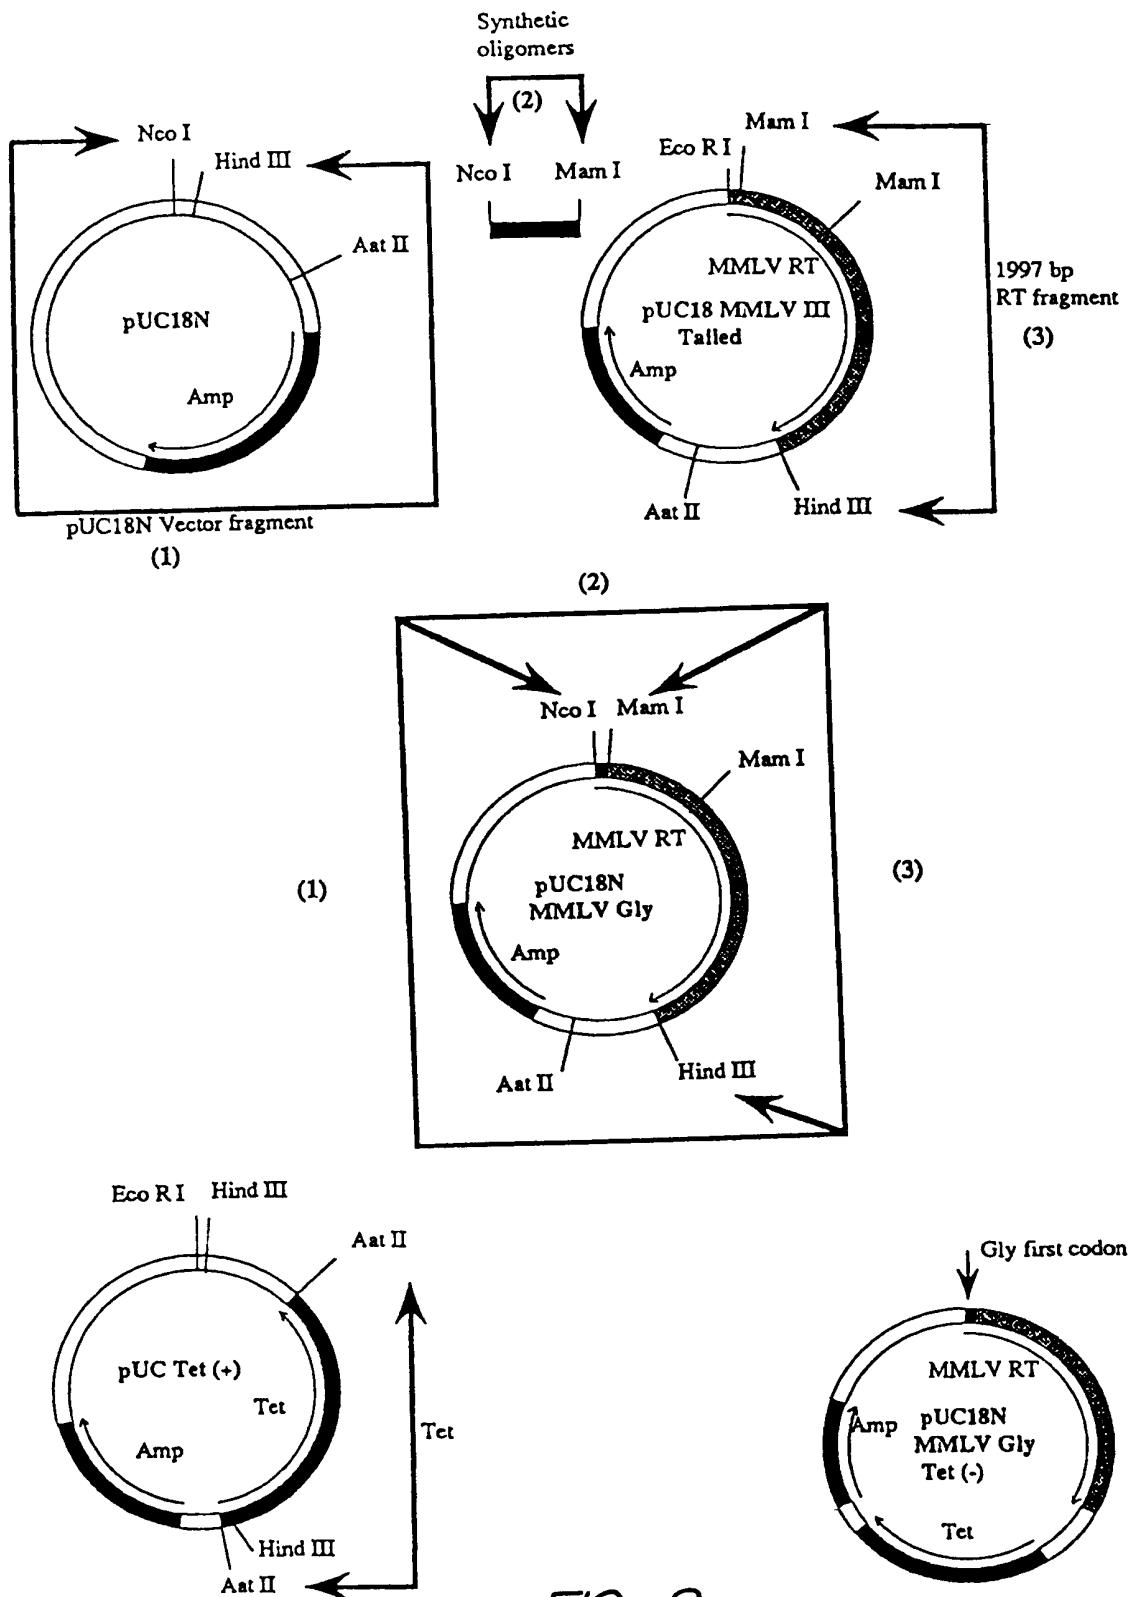 Synthetic
oligomers
(2)
Nco I
Hind III
Aat II
pUC18N
Amp
pUC18N Vector fragment
(1)
Nco I
Mam I
Mam I
Eco R I
Mam I
MMLV RT
pUC18 MMLV III
Tailed
Amp
Aat II
Hind III
1997 bp
RT fragment
(3)
(2)
Nco I
Mam I
Mam I
MMLV RT
pUC18N
MMLV Gly
Amp
Aat II
Hind III
(1)
(3)
Eco R I
Hind III
Aat II
pUC Tet (+)
Tet
Amp
Hind III
Aat II
Tet
Gly first codon
MMLV RT
Amp
pUC18N
MMLV Gly
Tet (-)
Tet